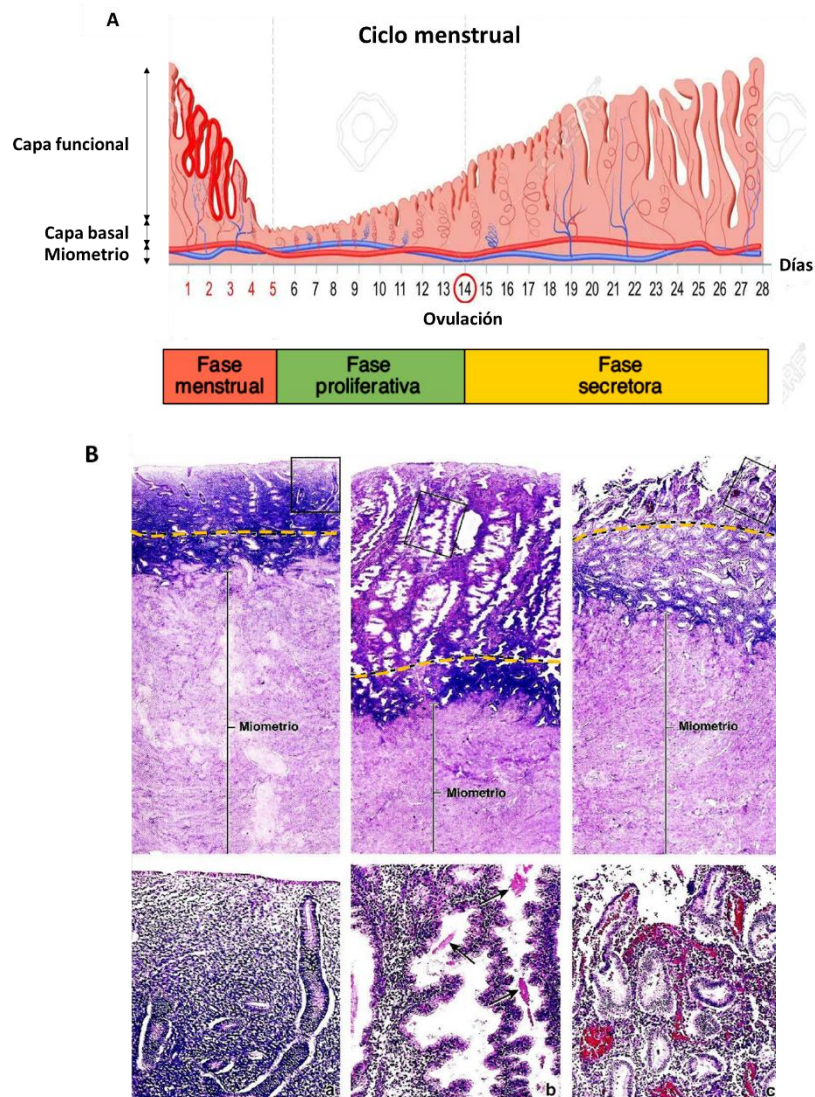 A
Ciclo menstrual
Capa funcional
Capa basal
Miometrio
Días
1 2 3 4 5 6 7 8 9 10 11 12 13 14 15 16 17 18 19 20 21 22 23 24 25 26 27 28
Ovulación
Fase
menstrual
Fase
proliferativa
Fase
secretora
B
Miometrio
Miometrio
Miometrio
a
b
c